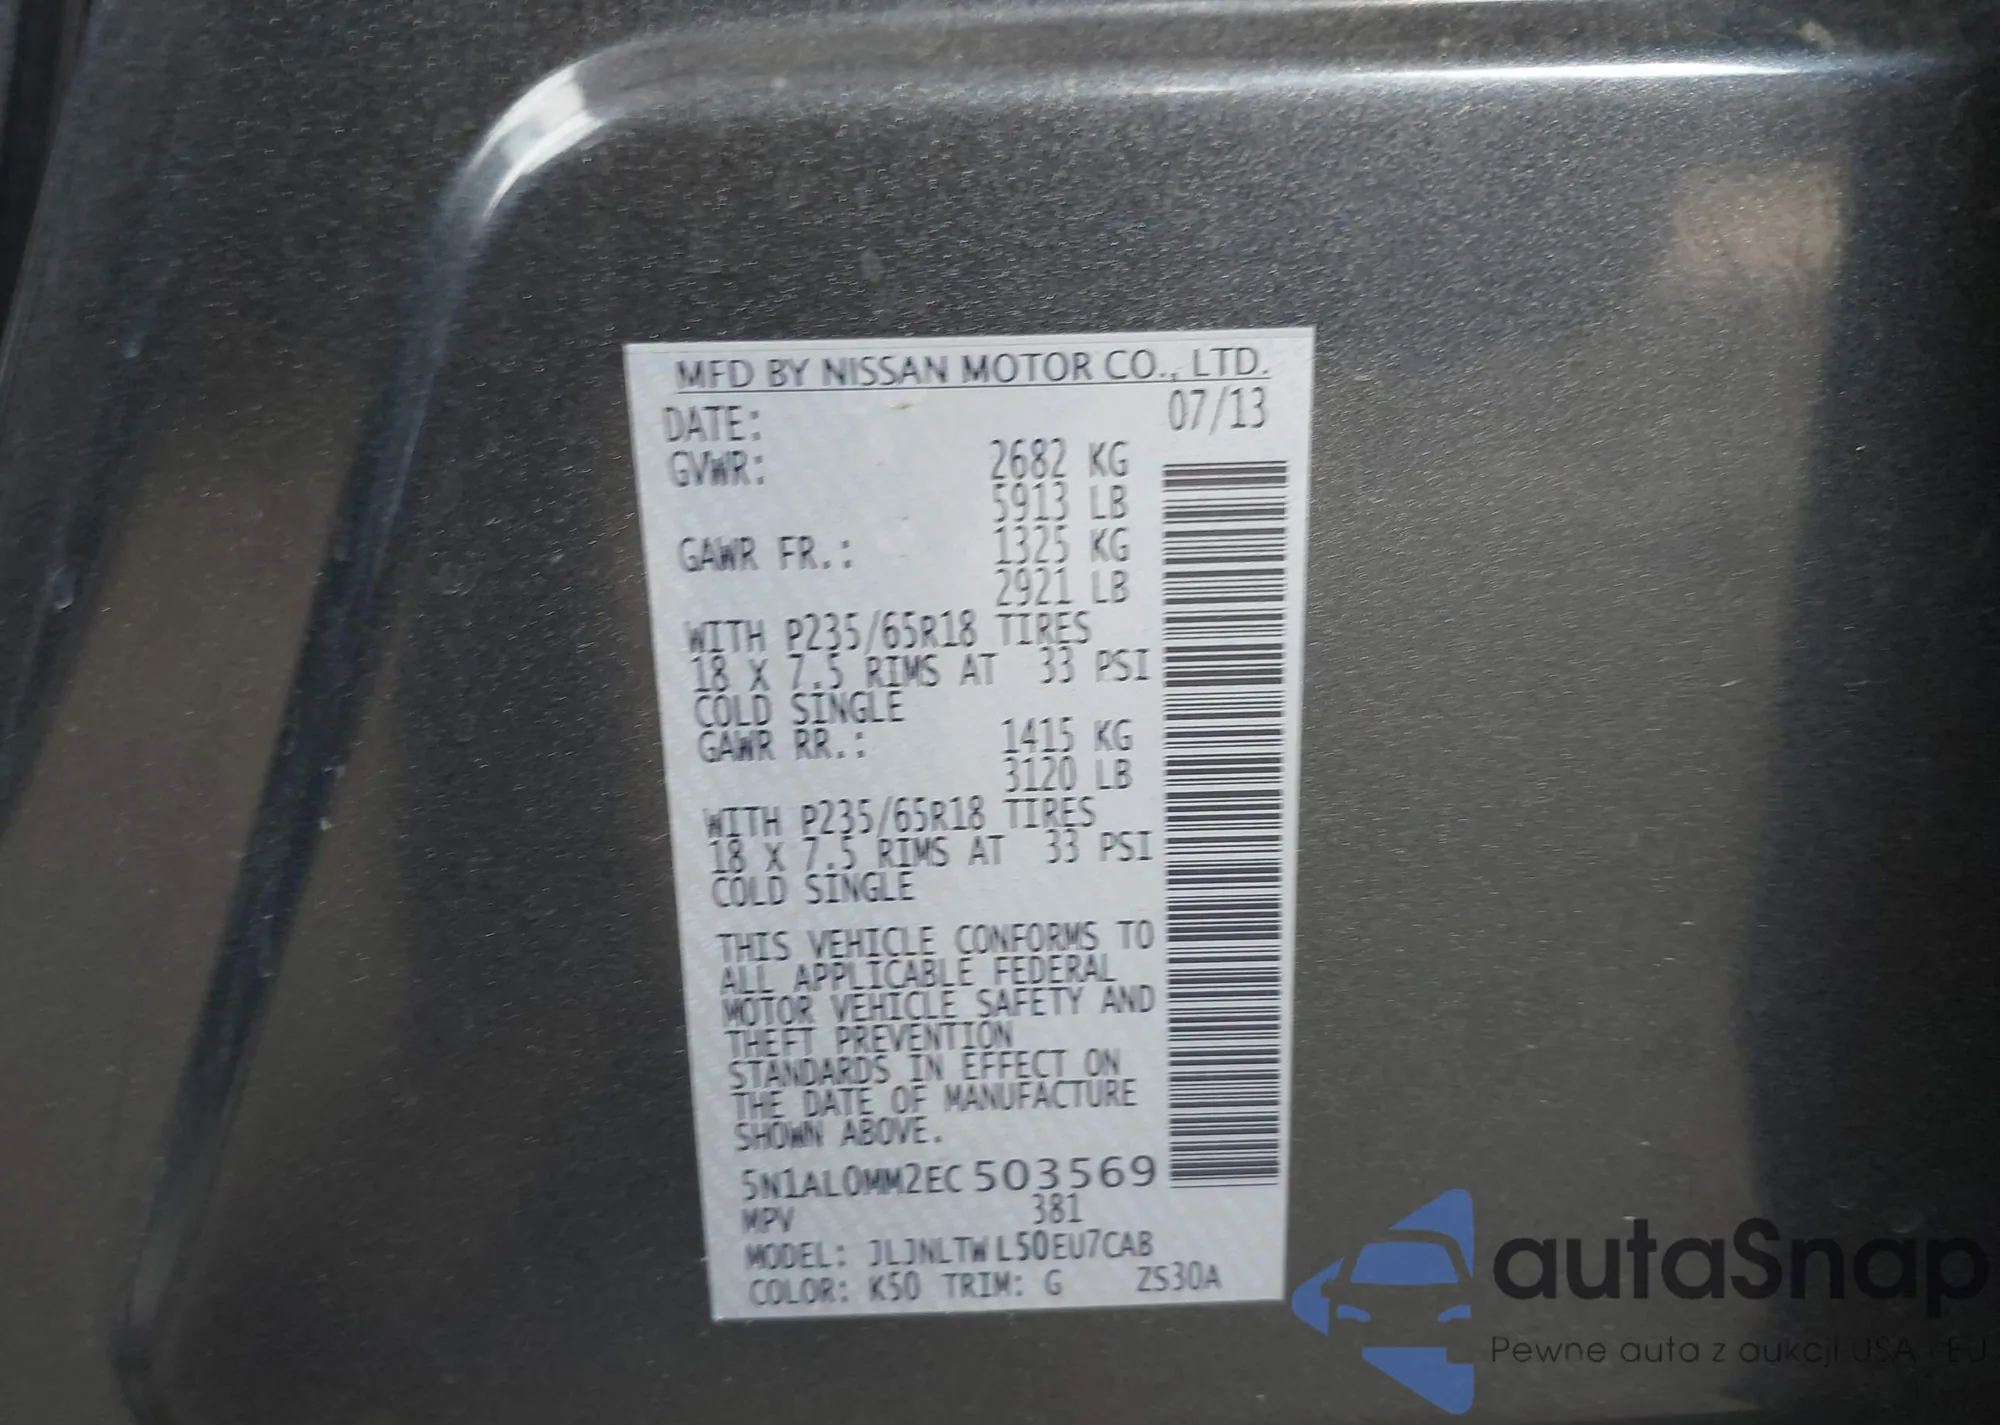 MFD BY NISSAN MOTOR CO., LTD.
DATE: 07/13
GVWR: 2682 KG
5913 LB
GAWR FR.: 1325 KG
2921 LB
WITH P235/65R18 TIRES
18 X 7.5 RIMS AT 33 PSI
COLD SINGLE
GAWR RR.: 1415 KG
3120 LB
WITH P235/65R18 TIRES
18 X 7.5 RIMS AT 33 PSI
COLD SINGLE
THIS VEHICLE CONFORMS TO
ALL APPLICABLE FEDERAL
MOTOR VEHICLE SAFETY AND
THEFT PREVENTION
STANDARDS IN EFFECT ON
THE DATE OF MANUFACTURE
SHOWN ABOVE.
5N1AL0MM2EC503569
MPV 381
MODEL: JLJNLTWL50EU7CAB
COLOR: K50 TRIM: G ZS30A
autaSnap
Pewne auta z aukcji USA i EU